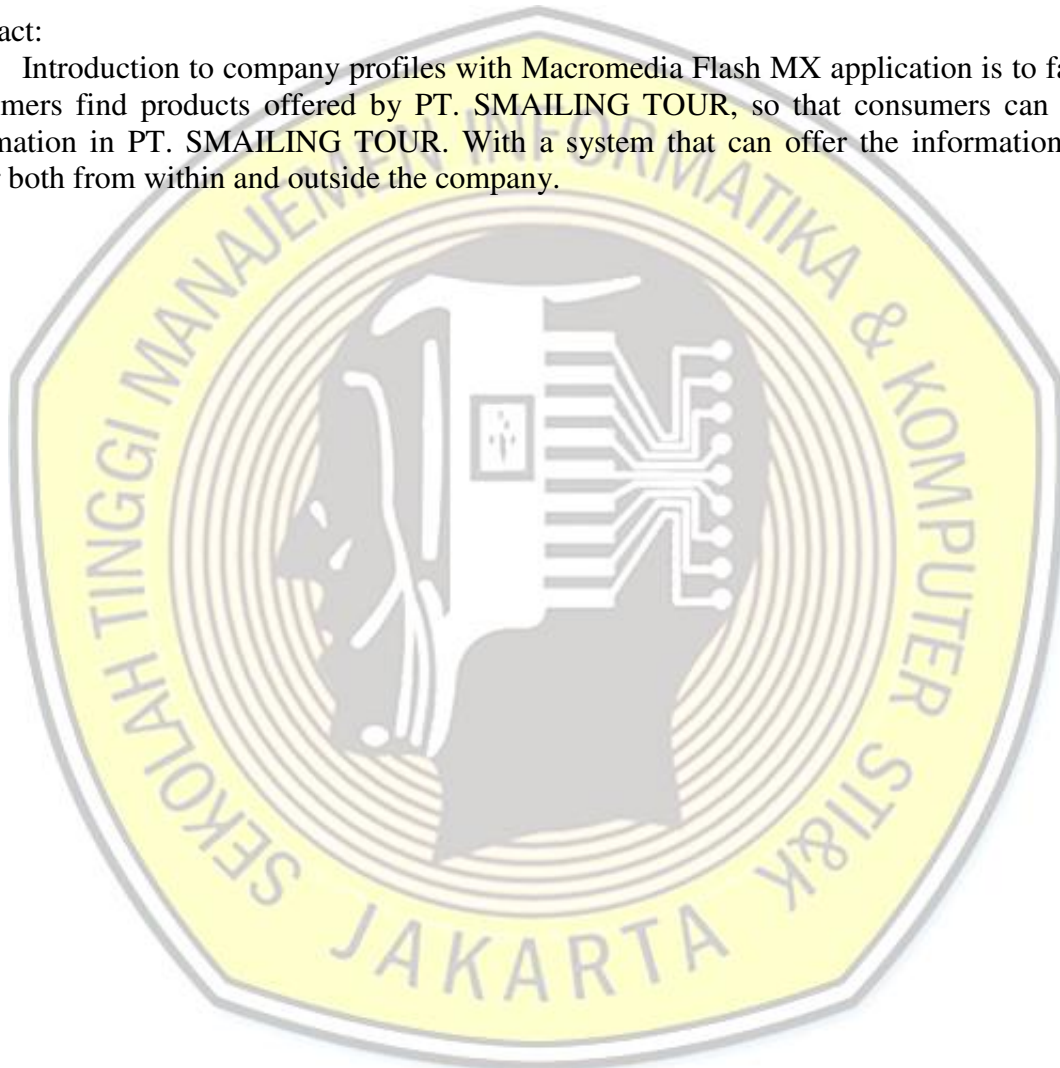 act:
Introduction to company profiles with Macromedia Flash MX application is to fa
mers find products offered by PT. SMAILING TOUR, so that consumers can
mation in PT. SMAILING TOUR. With a system that can offer the information
both from within and outside the company.
SEKOLAH TINGGI MANAJEMEN INFORMATIKA & KOMPUTER STI&K
JAKARTA